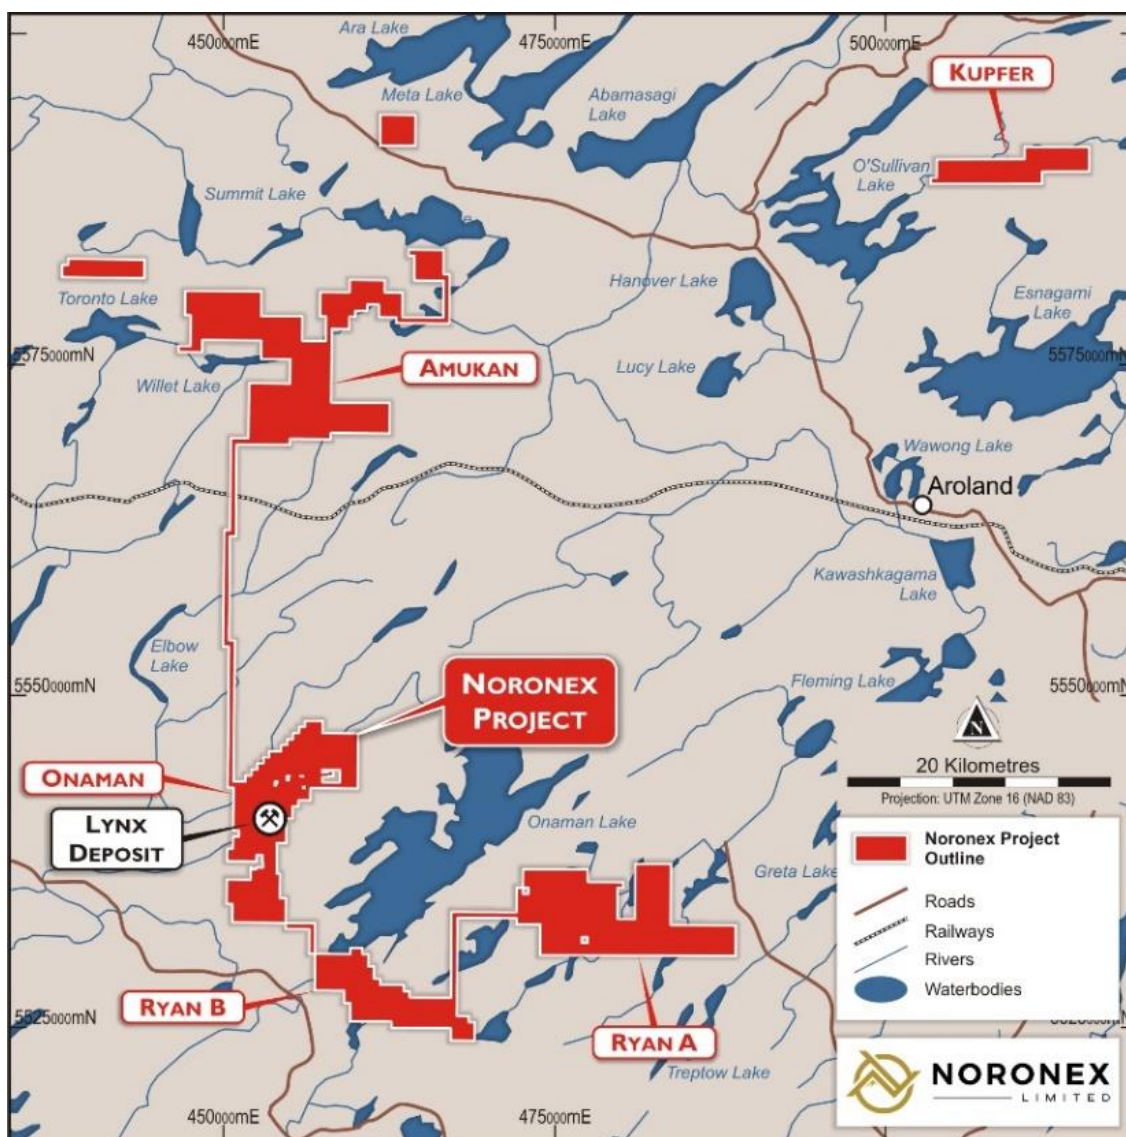 450000mE
475000mE
500000mE
Ara Lake
Meta Lake
Abamasagi
Lake
KUPFER
O'Sullivan
Lake
Summit Lake
Toronto Lake
Hanover Lake
Esnagami
Lake
5575000mN
5575000mN
Willet Lake
AMUKAN
Lucy Lake
Wawong Lake
Aroland
Kawashkagama
Lake
Elbow
Lake
5550000mN
NORONEX
PROJECT
Fleming Lake
5550000mN
N
20 Kilometres
Projection: UTM Zone 16 (NAD 83)
ONAMAN
LYNX
DEPOSIT
Onaman Lake
Greta Lake
Noronex Project
Outline
Roads
Railways
Rivers
Waterbodies
RYAN B
5525000mN
RYAN A
Treptow Lake
NORONEX
LIMITED
450000mE
475000mE